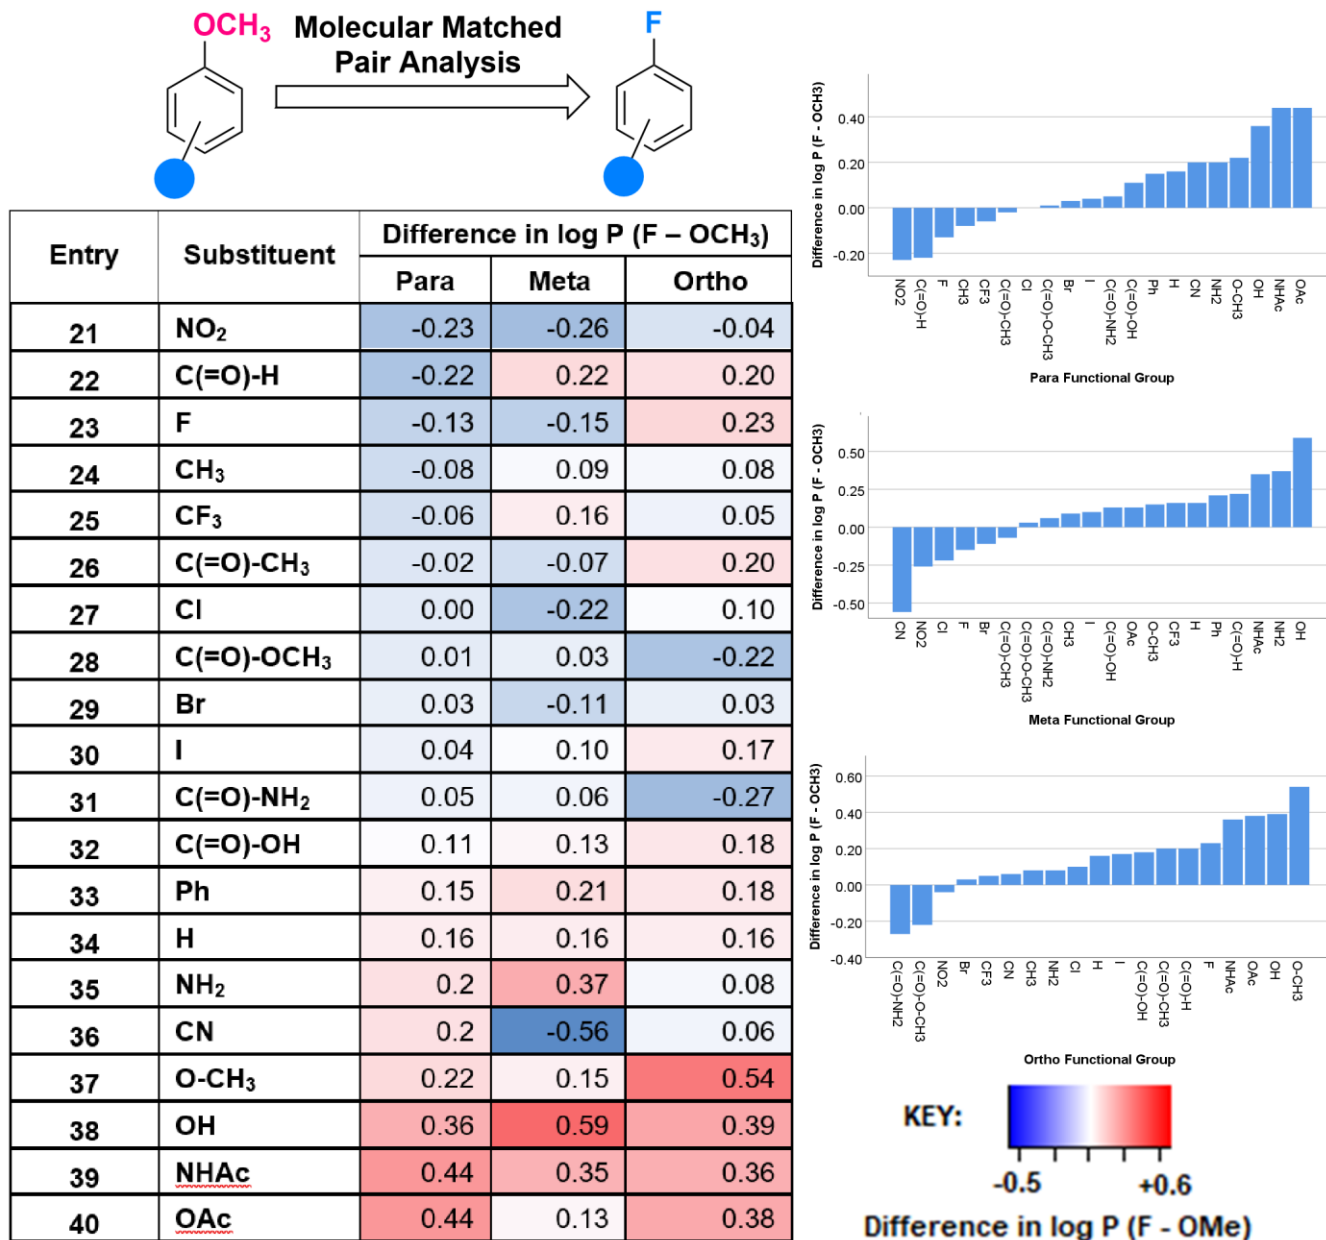 OCH3
Molecular Matched
Pair Analysis
F
Entry Substituent Difference in log P (F – OCH3)
Para Meta Ortho
21 NO2 -0.23 -0.26 -0.04
22 C(=O)-H -0.22 0.22 0.20
23 F -0.13 -0.15 0.23
24 CH3 -0.08 0.09 0.08
25 CF3 -0.06 0.16 0.05
26 C(=O)-CH3 -0.02 -0.07 0.20
27 Cl 0.00 -0.22 0.10
28 C(=O)-OCH3 0.01 0.03 -0.22
29 Br 0.03 -0.11 0.03
30 I 0.04 0.10 0.17
31 C(=O)-NH2 0.05 0.06 -0.27
32 C(=O)-OH 0.11 0.13 0.18
33 Ph 0.15 0.21 0.18
34 H 0.16 0.16 0.16
35 NH2 0.2 0.37 0.08
36 CN 0.2 -0.56 0.06
37 O-CH3 0.22 0.15 0.54
38 OH 0.36 0.59 0.39
39 NHAc 0.44 0.35 0.36
40 OAc 0.44 0.13 0.38
Difference in log P (F - OCH3)
0.40
0.20
0.00
-0.20
NO2 C(=O)-H F CH3 CF3 C(=O)-CH3 Cl C(=O)-O-CH3 Br I C(=O)-NH2 C(=O)-OH Ph H CN NH2 O-CH3 OH NHAc OAc
Para Functional Group
Difference in log P (F - OCH3)
0.50
0.25
0.00
-0.25
-0.50
CN NO2 Cl F Br C(=O)-CH3 C(=O)-O-CH3 C(=O)-NH2 CH3 I C(=O)-OH OAc O-CH3 CF3 H Ph C(=O)-H NHAc NH2 OH
Meta Functional Group
Difference in log P (F - OCH3)
0.60
0.40
0.20
0.00
-0.20
-0.40
C(=O)-NH2 C(=O)-O-CH3 NO2 Br CF3 CN CH3 NH2 Cl H I C(=O)-OH C(=O)-CH3 C(=O)-H F NHAc OAc OH O-CH3
Ortho Functional Group
KEY:
-0.5 +0.6
Difference in log P (F - OMe)